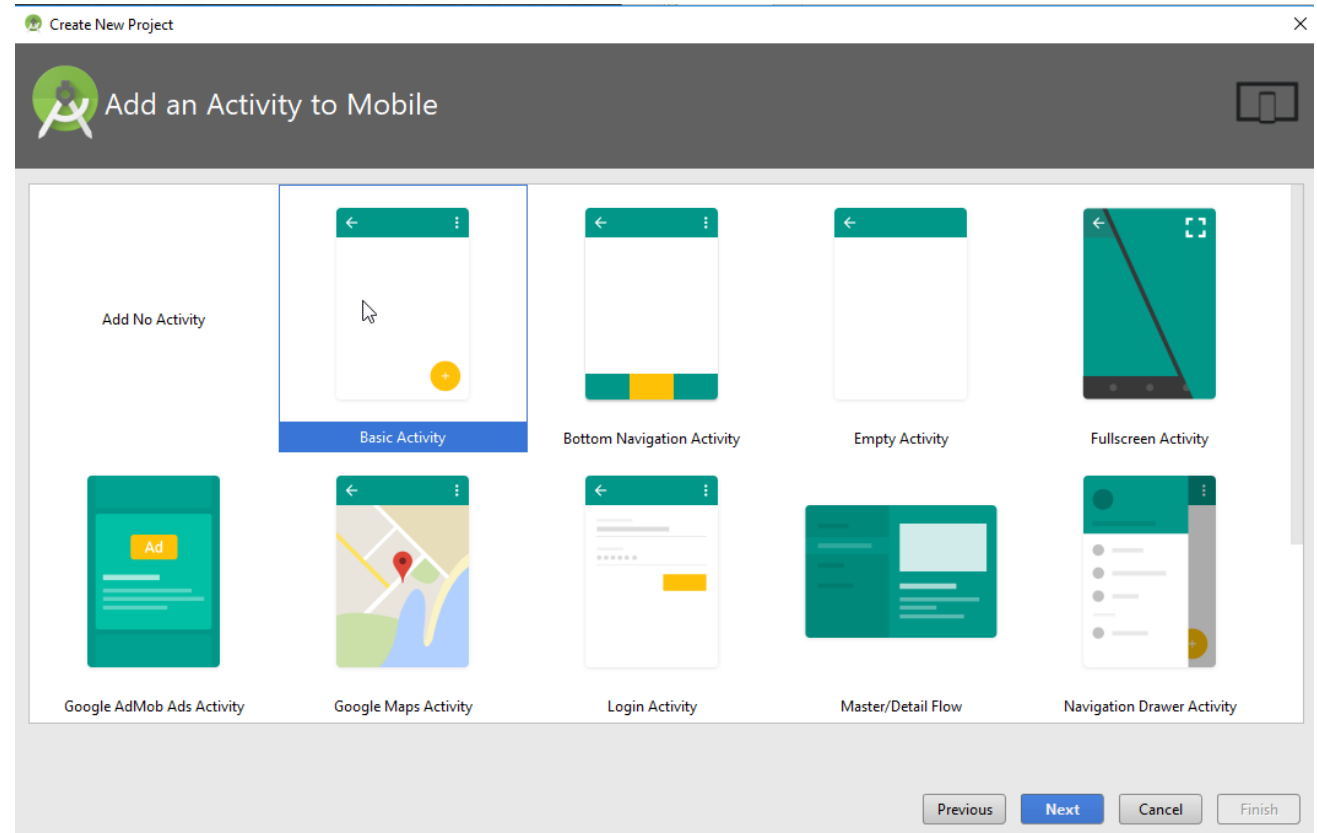 Create New Project
Add an Activity to Mobile
Add No Activity
Basic Activity
Bottom Navigation Activity
Empty Activity
Fullscreen Activity
Ad
Google AdMob Ads Activity
Google Maps Activity
Login Activity
Master/Detail Flow
Navigation Drawer Activity
Previous
Next
Cancel
Finish